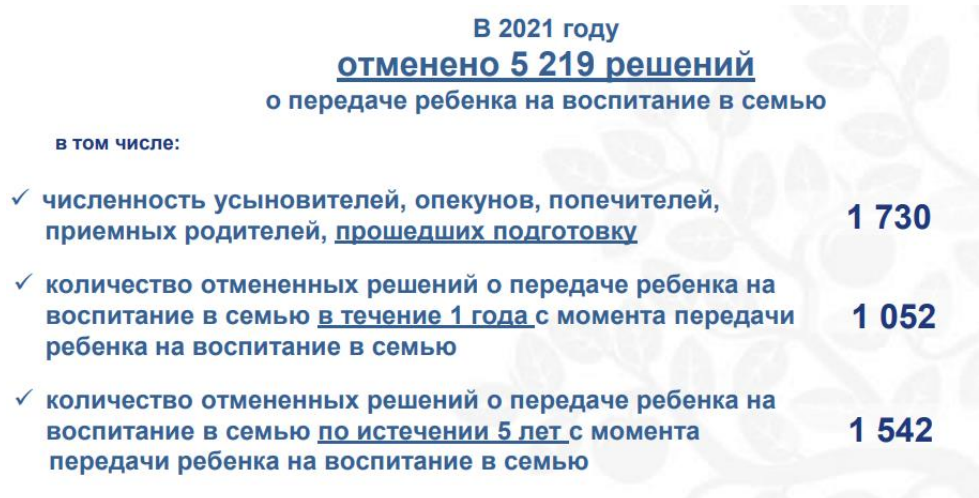 В 2021 году
отменено 5 219 решений
о передаче ребенка на воспитание в семью
в том числе:
✓ численность усыновителей, опекунов, попечителей,
приемных родителей, прошедших подготовку
1 730
✓ количество отмененных решений о передаче ребенка на
воспитание в семью в течение 1 года с момента передачи
ребенка на воспитание в семью
1 052
✓ количество отмененных решений о передаче ребенка на
воспитание в семью по истечении 5 лет с момента
передачи ребенка на воспитание в семью
1 542